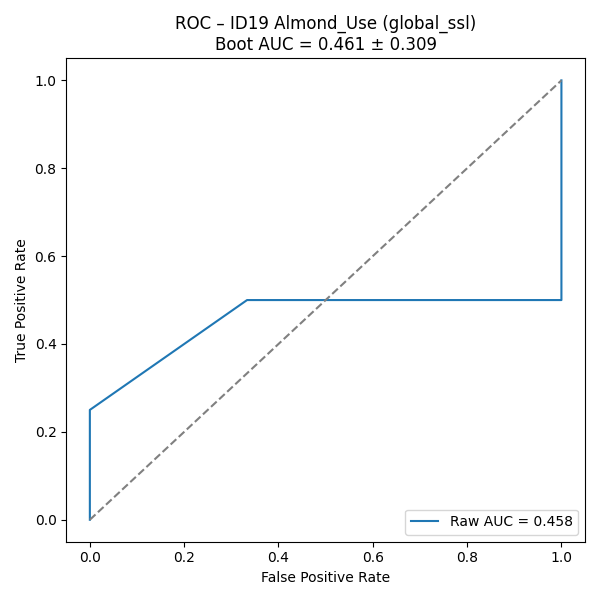 ROC – ID19 Almond_Use (global_ssl)
Boot AUC = 0.461 ± 0.309
True Positive Rate
1.0
0.8
0.6
0.4
0.2
0.0
Raw AUC = 0.458
0.0 0.2 0.4 0.6 0.8 1.0
False Positive Rate